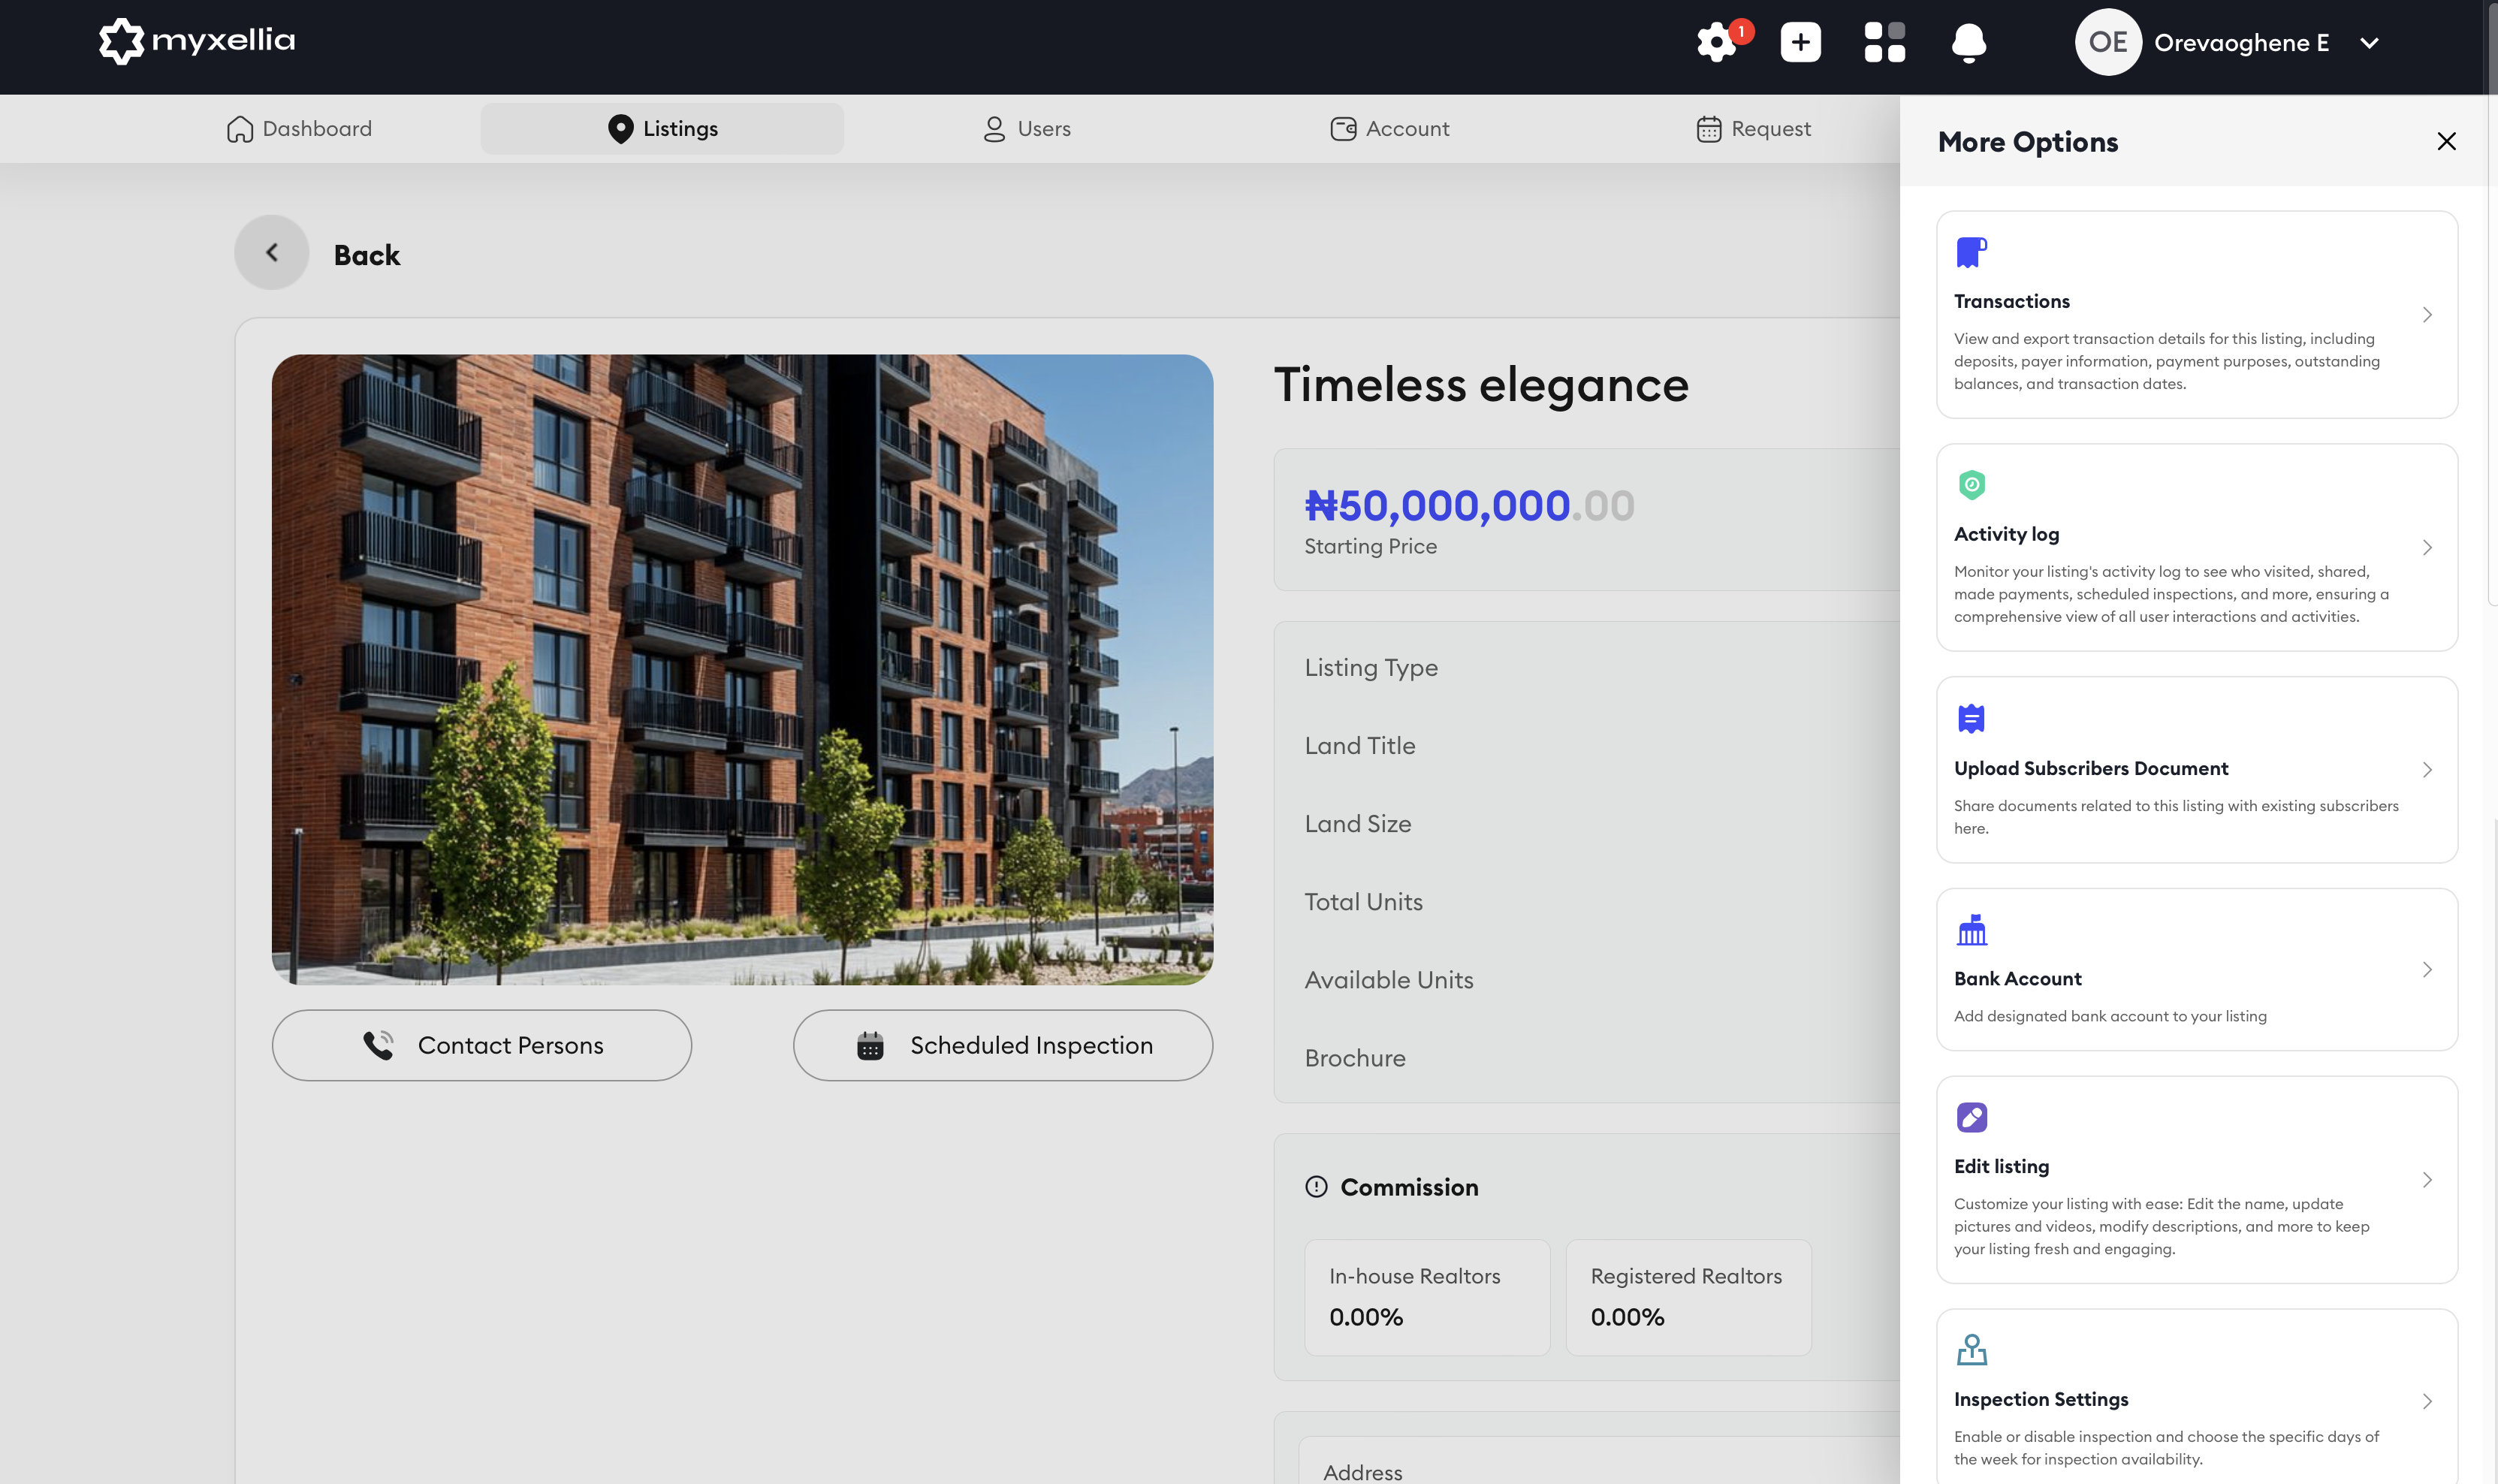 myxellia
1
OE
Orevaoghene E
Dashboard
Listings
Users
Account
Request
Back
Timeless elegance
₦50,000,000.00
Starting Price
Listing Type
Land Title
Land Size
Total Units
Available Units
Brochure
Contact Persons
Scheduled Inspection
Commission
In-house Realtors
0.00%
Registered Realtors
0.00%
Address
More Options
Transactions
View and export transaction details for this listing, including
deposits, payer information, payment purposes, outstanding
balances, and transaction dates.
Activity log
Monitor your listing's activity log to see who visited, shared,
made payments, scheduled inspections, and more, ensuring a
comprehensive view of all user interactions and activities.
Upload Subscribers Document
Share documents related to this listing with existing subscribers
here.
Bank Account
Add designated bank account to your listing
Edit listing
Customize your listing with ease: Edit the name, update
pictures and videos, modify descriptions, and more to keep
your listing fresh and engaging.
Inspection Settings
Enable or disable inspection and choose the specific days of
the week for inspection availability.